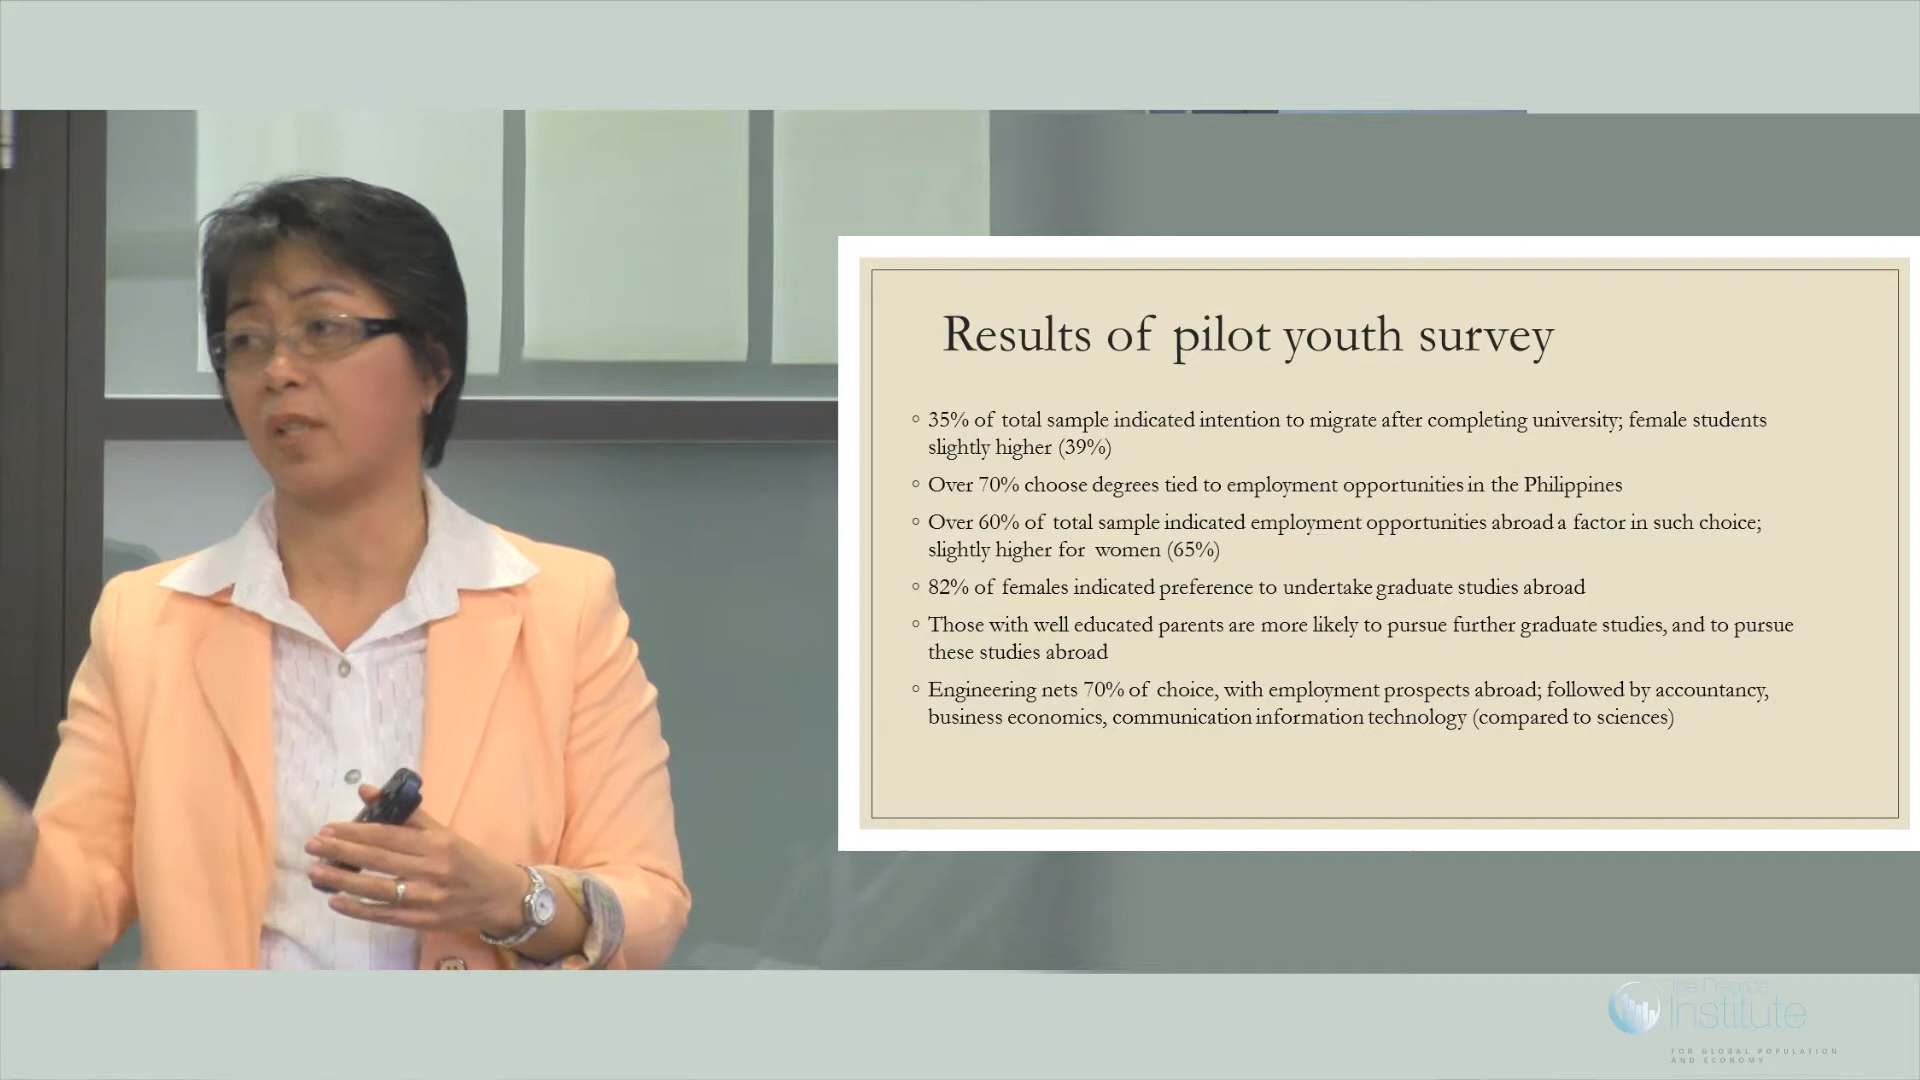 Results of pilot youth survey
◦ 35% of total sample indicated intention to migrate after completing university; female students
slightly higher (39%)
◦ Over 70% choose degrees tied to employment opportunities in the Philippines
◦ Over 60% of total sample indicated employment opportunities abroad a factor in such choice;
slightly higher for women (65%)
◦ 82% of females indicated preference to undertake graduate studies abroad
◦ Those with well educated parents are more likely to pursue further graduate studies, and to pursue
these studies abroad
◦ Engineering nets 70% of choice, with employment prospects abroad; followed by accountancy,
business economics, communication information technology (compared to sciences)
Institute
FOR GLOBAL POPULATION
AND ECONOMY